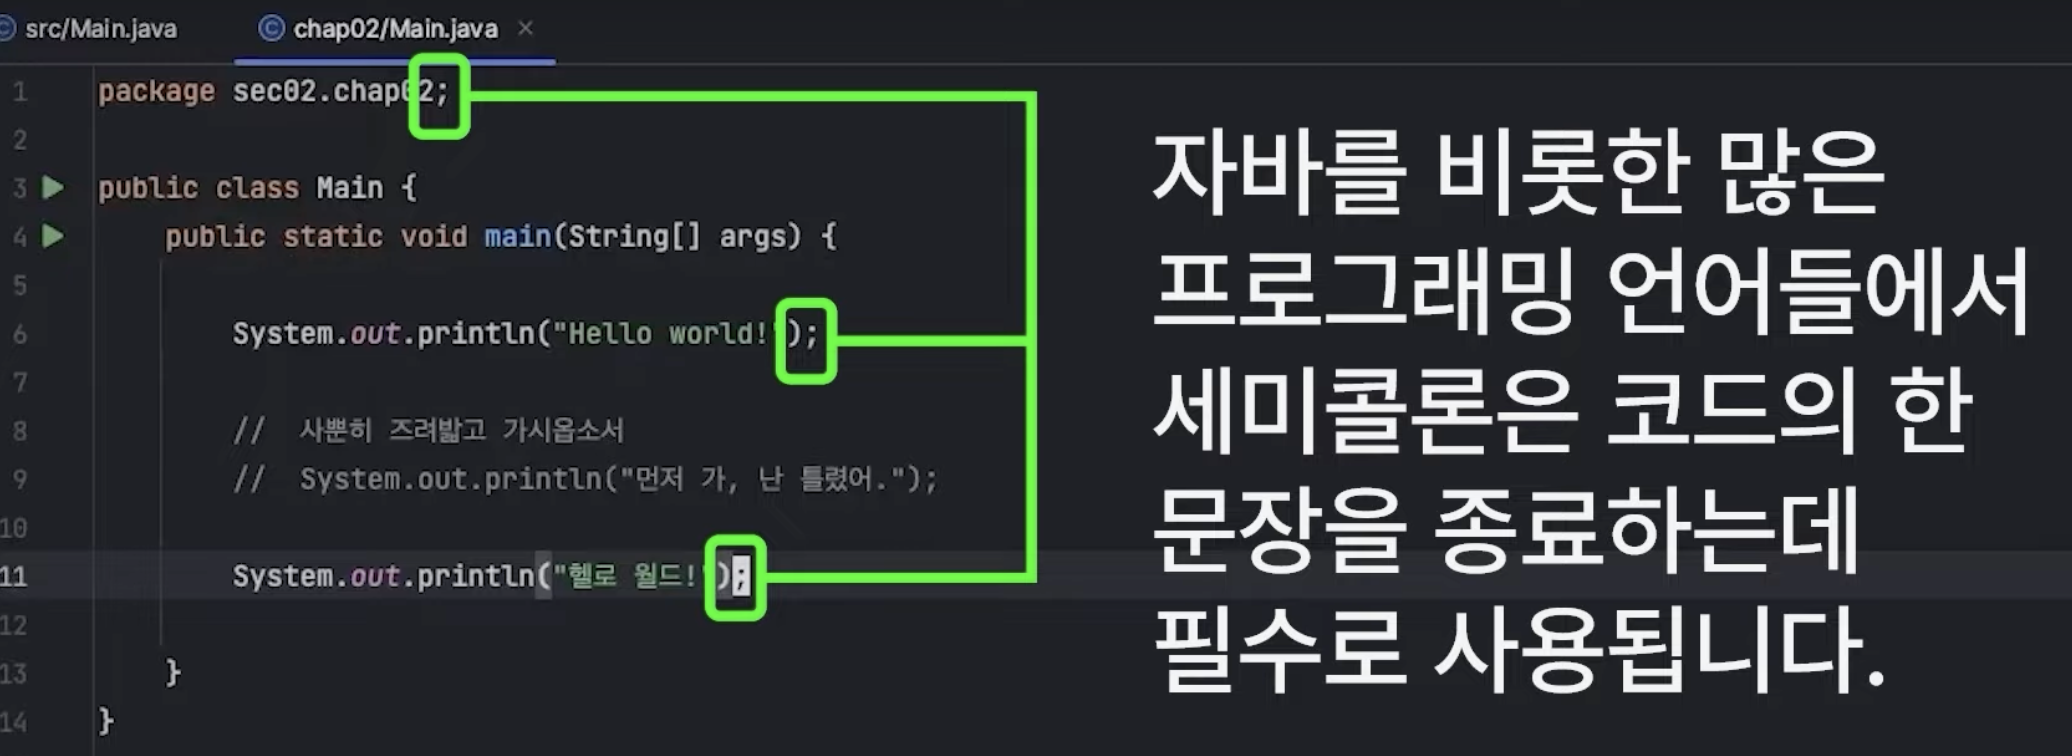 src/Main.java
chap02/Main.java ×
1 package sec02.chap02;
2
3 public class Main {
4 public static void main(String[] args) {
5
6 System.out.println("Hello world!");
7
8 // 사뿐히 즈려밟고 가시옵소서
9 // System.out.println("먼저 가, 난 틀렸어.");
10
11 System.out.println("헬로 월드!");
12
13 }
14 }
자바를 비롯한 많은
프로그래밍 언어들에서
세미콜론은 코드의 한
문장을 종료하는데
필수로 사용됩니다.